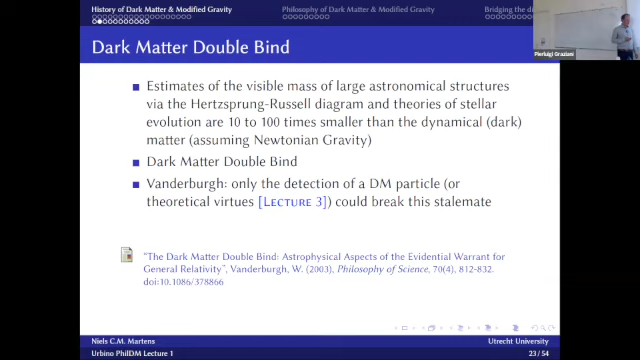 History of Dark Matter & Modified Gravity
Philosophy of Dark Matter & Modified Gravity
Bridging the di
Dark Matter Double Bind
Pierluigi Graziani
Estimates of the visible mass of large astronomical structures
via the Hertzsprung-Russell diagram and theories of stellar
evolution are 10 to 100 times smaller than the dynamical (dark)
matter (assuming Newtonian Gravity)
Dark Matter Double Bind
Vanderburgh: only the detection of a DM particle (or
theoretical virtues [Lecture 3]) could break this stalemate
"The Dark Matter Double Bind: Astrophysical Aspects of the Evidential Warrant for
General Relativity", Vanderburgh, W. (2003), Philosophy of Science, 70(4), 812-832.
doi:10.1086/378866
Niels C.M. Martens
Utrecht University
Urbino PhilDM Lecture 1
23 / 54